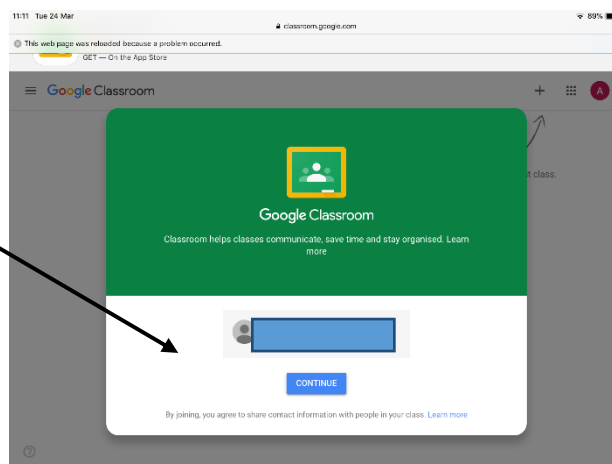 11:11 Tue 24 Mar
classroom.google.com
89%
This web page was reloaded because a problem occurred.
GET — On the App Store
Google Classroom
A
t class.
Google Classroom
Classroom helps classes communicate, save time and stay organised. Learn
more
CONTINUE
By joining, you agree to share contact information with people in your class. Learn more